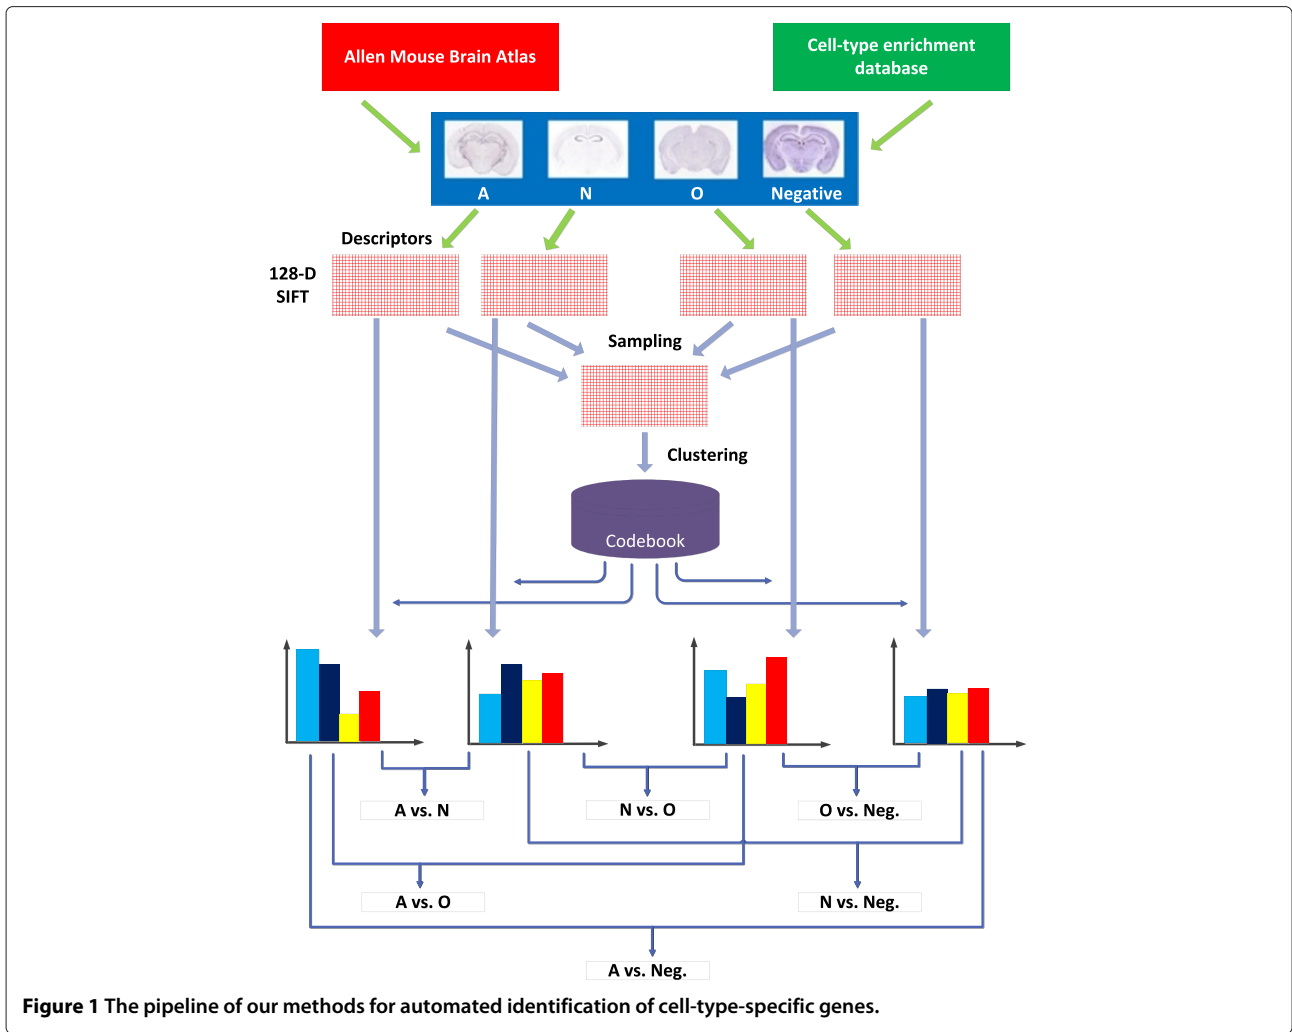 Allen Mouse Brain Atlas
Cell-type enrichment
database
A
N
O
Negative
Descriptors
128-D
SIFT
Sampling
Clustering
Codebook
A vs. N
N vs. O
O vs. Neg.
A vs. O
N vs. Neg.
A vs. Neg.
Figure 1 The pipeline of our methods for automated identification of cell-type-specific genes.